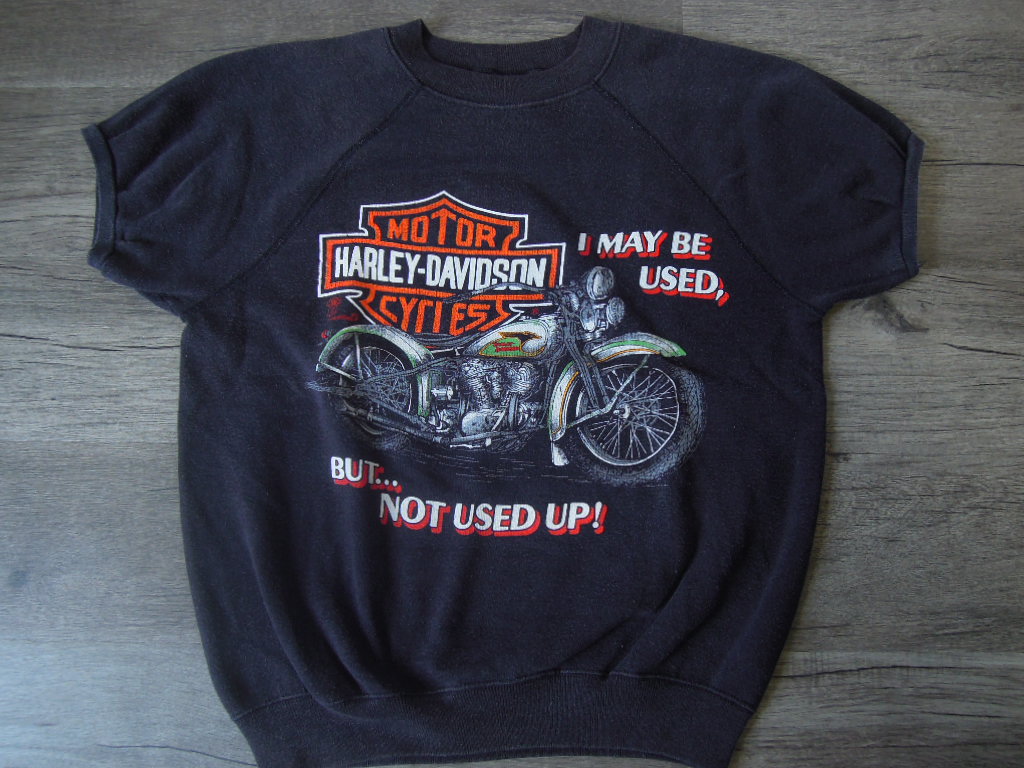 MOTOR
HARLEY-DAVIDSON
CYCLES
I MAY BE
USED,
BUT...
NOT USED UP!